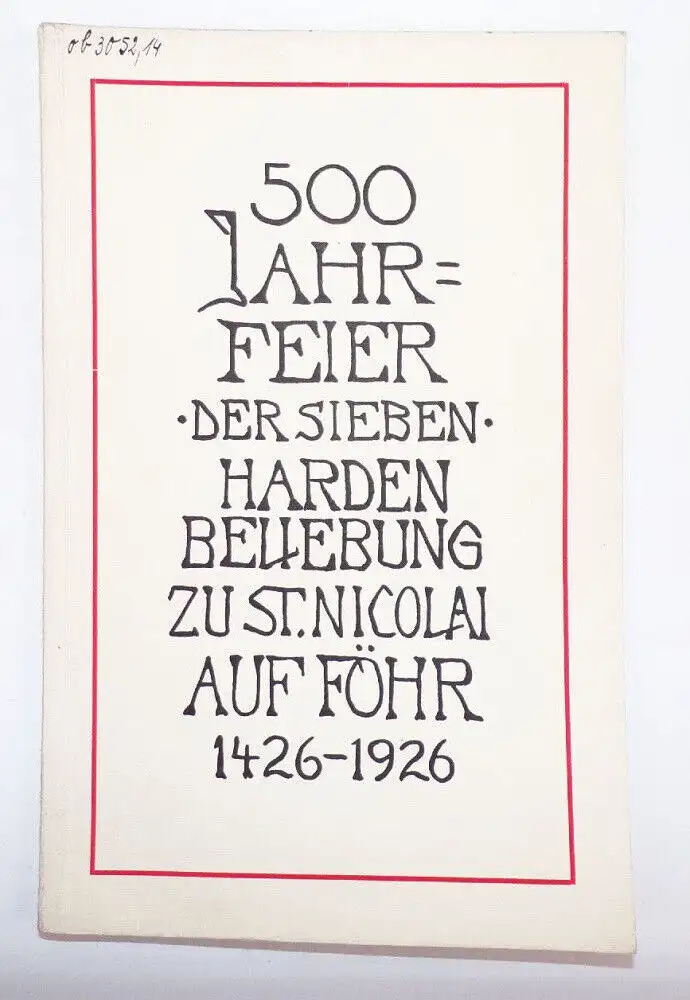 ob 3052,14
500
JAHR=
FEIER
·DER SIEBEN·
HARDEN
BELIEBUNG
ZU ST. NICOLAI
AUF FÖHR
1426-1926